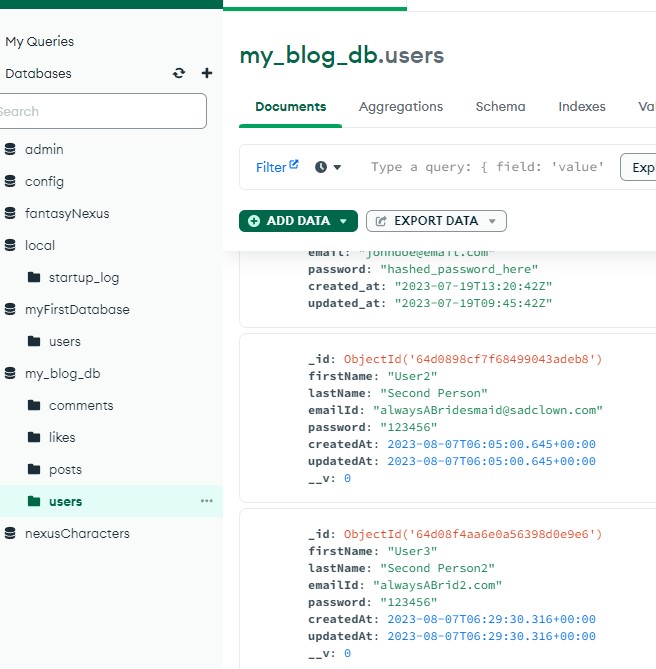 My Queries
Databases
Search
admin
config
fantasyNexus
local
startup_log
myFirstDatabase
users
my_blog_db
comments
likes
posts
users
nexusCharacters
my_blog_db.users
Documents Aggregations Schema Indexes Va
Filter Type a query: { field: 'value' Exp
ADD DATA EXPORT DATA
email: "johndoe@email.com"
password: "hashed_password_here"
created_at: "2023-07-19T13:20:42Z"
updated_at: "2023-07-19T09:45:42Z"
_id: ObjectId('64d0898cf7f68499043adeb8')
firstName: "User2"
lastName: "Second Person"
emailId: "alwaysABridesmaid@sadclown.com"
password: "123456"
createdAt: 2023-08-07T06:05:00.645+00:00
updatedAt: 2023-08-07T06:05:00.645+00:00
__v: 0
_id: ObjectId('64d08f4aa6e0a56398d0e9e6')
firstName: "User3"
lastName: "Second Person2"
emailId: "alwaysABrid2.com"
password: "123456"
createdAt: 2023-08-07T06:29:30.316+00:00
updatedAt: 2023-08-07T06:29:30.316+00:00
__v: 0